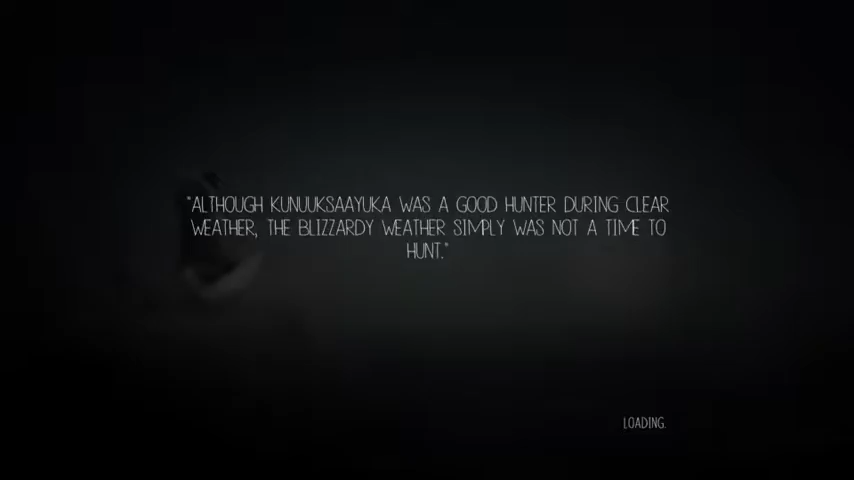 "ALTHOUGH KUNUUKSAAYUKA WAS A GOOD HUNTER DURING CLEAR
WEATHER, THE BLIZZARDY WEATHER SIMPLY WAS NOT A TIME TO
HUNT."
LOADING.